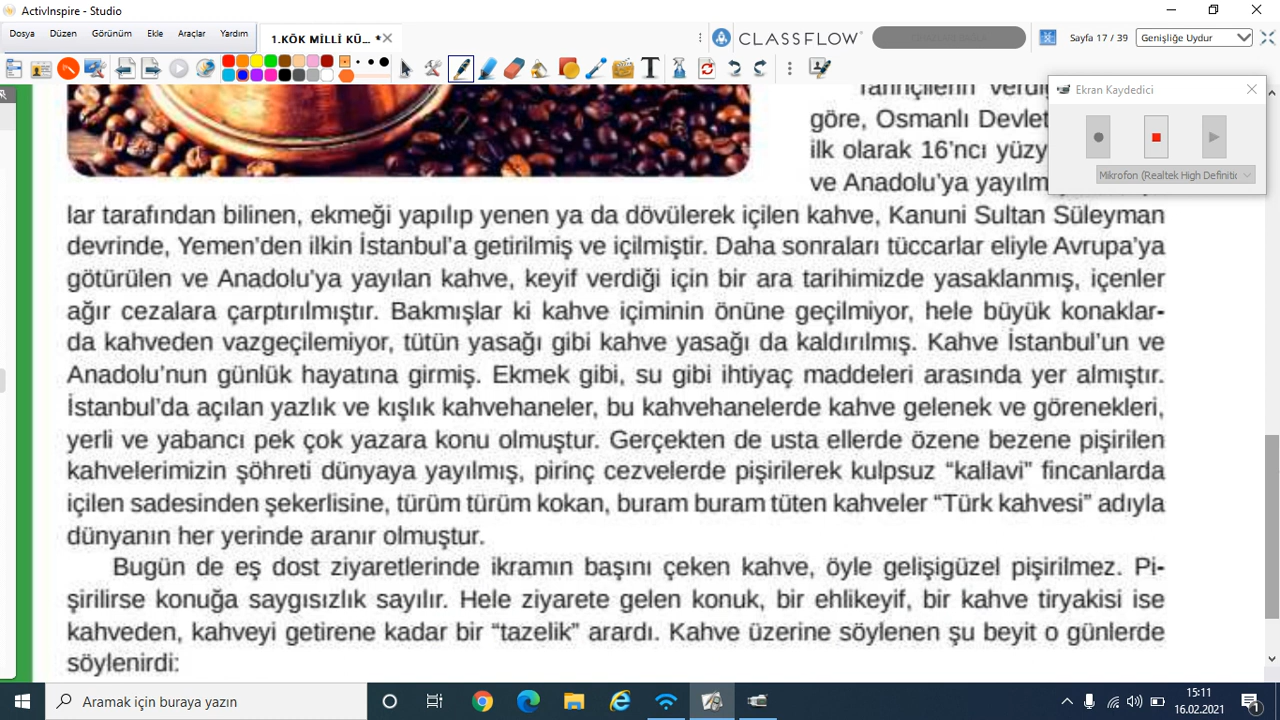 ActivInspire - Studio
Dosya Düzen Görünüm Ekle Araçlar Yardım
1.KÖK MİLLİ KÜ... *
CLASSFLOW
Sayfa 17 / 39
Genişliğe Uydur
Ekran Kaydedici
Mikrofon (Realtek High Definitic
Tarihçilerin verdiğ
göre, Osmanlı Devlet
ilk olarak 16’ncı yüzy
ve Anadolu’ya yayılm
lar tarafından bilinen, ekmeği yapılıp yenen ya da dövülerek içilen kahve, Kanuni Sultan Süleyman
devrinde, Yemen’den ilkin İstanbul’a getirilmiş ve içilmiştir. Daha sonraları tüccarlar eliyle Avrupa’ya
götürülen ve Anadolu’ya yayılan kahve, keyif verdiği için bir ara tarihimizde yasaklanmış, içenler
ağır cezalara çarptırılmıştır. Bakmışlar ki kahve içiminin önüne geçilmiyor, hele büyük konaklar-
da kahveden vazgeçilemiyor, tütün yasağı gibi kahve yasağı da kaldırılmış. Kahve İstanbul’un ve
Anadolu’nun günlük hayatına girmiş. Ekmek gibi, su gibi ihtiyaç maddeleri arasında yer almıştır.
İstanbul’da açılan yazlık ve kışlık kahvehaneler, bu kahvehanelerde kahve gelenek ve görenekleri,
yerli ve yabancı pek çok yazara konu olmuştur. Gerçekten de usta ellerde özene bezene pişirilen
kahvelerimizin şöhreti dünyaya yayılmış, pirinç cezvelerde pişirilerek kulpsuz “kallavi” fincanlarda
içilen sadesinden şekerlisine, türüm türüm kokan, buram buram tüten kahveler “Türk kahvesi” adıyla
dünyanın her yerinde aranır olmuştur.
Bugün de eş dost ziyaretlerinde ikramın başını çeken kahve, öyle gelişigüzel pişirilmez. Pi-
şirilirse konuğa saygısızlık sayılır. Hele ziyarete gelen konuk, bir ehlikeyif, bir kahve tiryakisi ise
kahveden, kahveyi getirene kadar bir “tazelik” arardı. Kahve üzerine söylenen şu beyit o günlerde
söylenirdi:
Aramak için buraya yazın
15:11
16.02.2021
1